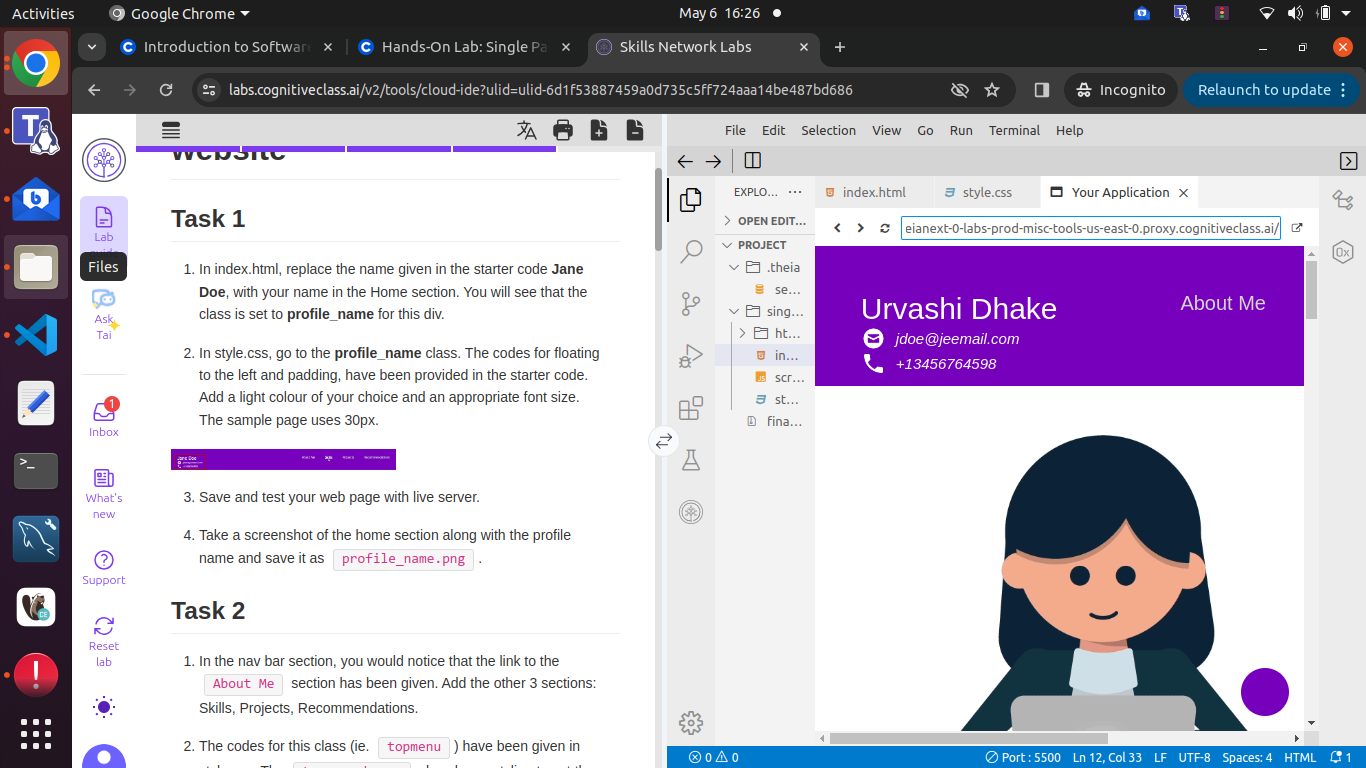 Activities
Google Chrome
May 6 16:26
Introduction to Softwar
Hands-On Lab: Single Pa
Skills Network Labs
labs.cognitiveclass.ai/v2/tools/cloud-ide?ulid=ulid-6d1f53887459a0d735c5ff724aaa14be487bd686
Incognito
Relaunch to update
Lab
Files
Ask
Tai
Inbox
1
What's
new
Support
Reset
lab
Website
Task 1
1. In index.html, replace the name given in the starter code Jane
Doe, with your name in the Home section. You will see that the
class is set to profile_name for this div.
2. In style.css, go to the profile_name class. The codes for floating
to the left and padding, have been provided in the starter code.
Add a light colour of your choice and an appropriate font size.
The sample page uses 30px.
Jane Doe
3. Save and test your web page with live server.
4. Take a screenshot of the home section along with the profile
name and save it as profile_name.png .
Task 2
1. In the nav bar section, you would notice that the link to the
About Me section has been given. Add the other 3 sections:
Skills, Projects, Recommendations.
2. The codes for this class (ie. topmenu ) have been given in
File Edit Selection View Go Run Terminal Help
EXPLO... ···
OPEN EDIT...
PROJECT
.theia
se...
sing...
ht...
in...
scr...
st...
fina...
index.html
style.css
Your Application
eianext-0-labs-prod-misc-tools-us-east-0.proxy.cognitiveclass.ai/
Urvashi Dhake
About Me
jdoe@jeemail.com
+13456764598
0 0
Port : 5500 Ln 12, Col 33 LF UTF-8 Spaces: 4 HTML 1